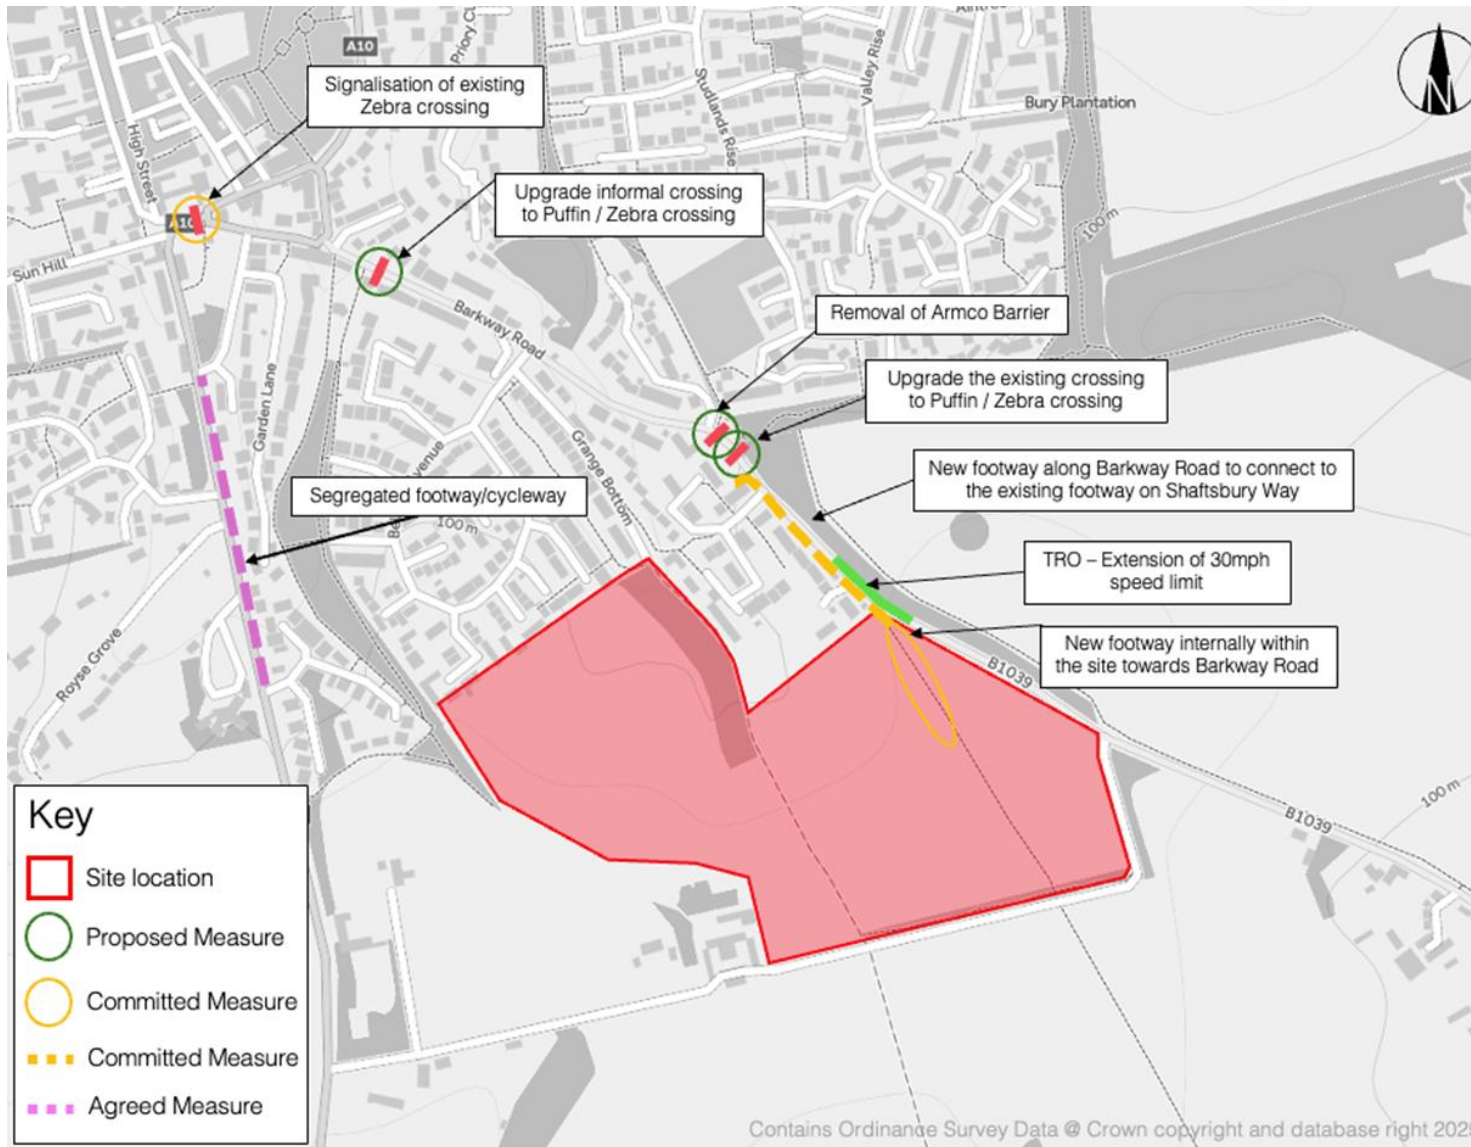 A10
Priory
Aintree
Signalisation of existing
Zebra crossing
High Street
Studlands Rise
Valley Rise
Bury Plantation
N
Upgrade informal crossing
to Puffin / Zebra crossing
A10
Sun Hill
100 m
Barkway Road
Removal of Armco Barrier
Upgrade the existing crossing
to Puffin / Zebra crossing
Garden Lane
Grange Bottom
Segregated footway/cycleway
New footway along Barkway Road to connect to
the existing footway on Shaftsbury Way
100 m
TRO – Extension of 30mph
speed limit
New footway internally within
the site towards Barkway Road
Royse Grove
B1039
B1039
100 m
Key
Site location
Proposed Measure
Committed Measure
Committed Measure
Agreed Measure
Contains Ordinance Survey Data @ Crown copyright and database right